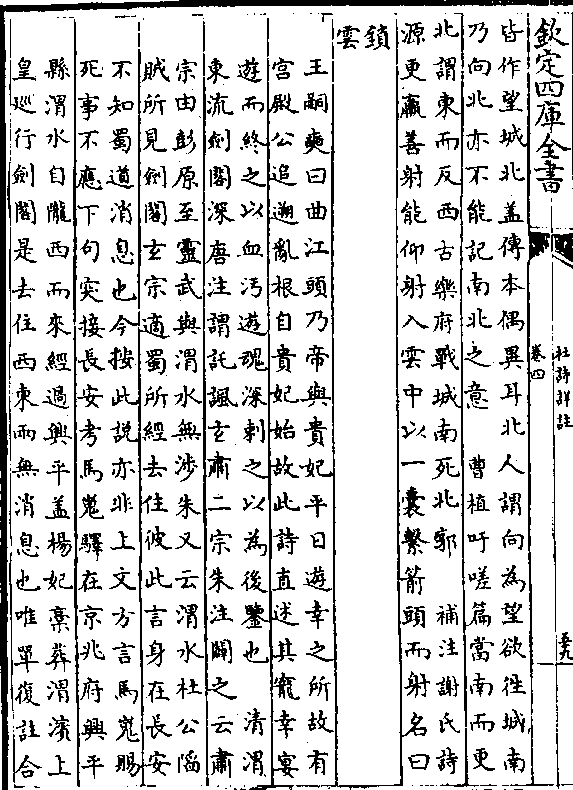 欽定四庫全書
杜詩詳註
卷四
皆作望城北蓋傳本偶異耳北人謂向為望欲往城南
乃向北亦不能記南北之意　曹植吁嗟篇當南而更
北謂東而反西古樂府戰城南死北郭　補注謝氏詩
源更羸善射能仰射入雲中以一囊繫箭頭而射名曰
鎖
雲
王嗣奭曰曲江頭乃帝與貴妃平日遊幸之所故有
宮殿公追遡亂根自貴妃始故此詩直述其寵幸宴
遊而終之以血污遊魂深刺之以為後鑒也　清渭
東流劍閣深唐注謂託諷玄肅二宗朱注闢之云肅
宗由彭原至靈武與渭水無涉朱又云渭水杜公陷
賊所見劍閣玄宗適蜀所經去住彼此言身在長安
不知蜀道消息也今按此說亦非上文方言馬嵬賜
死事不應下句突接長安考馬嵬驛在京兆府興平
縣渭水自隴西而來經過興平蓋楊妃藁葬渭濱上
皇巡行劍閣是去住西東兩無消息也唯單復註合